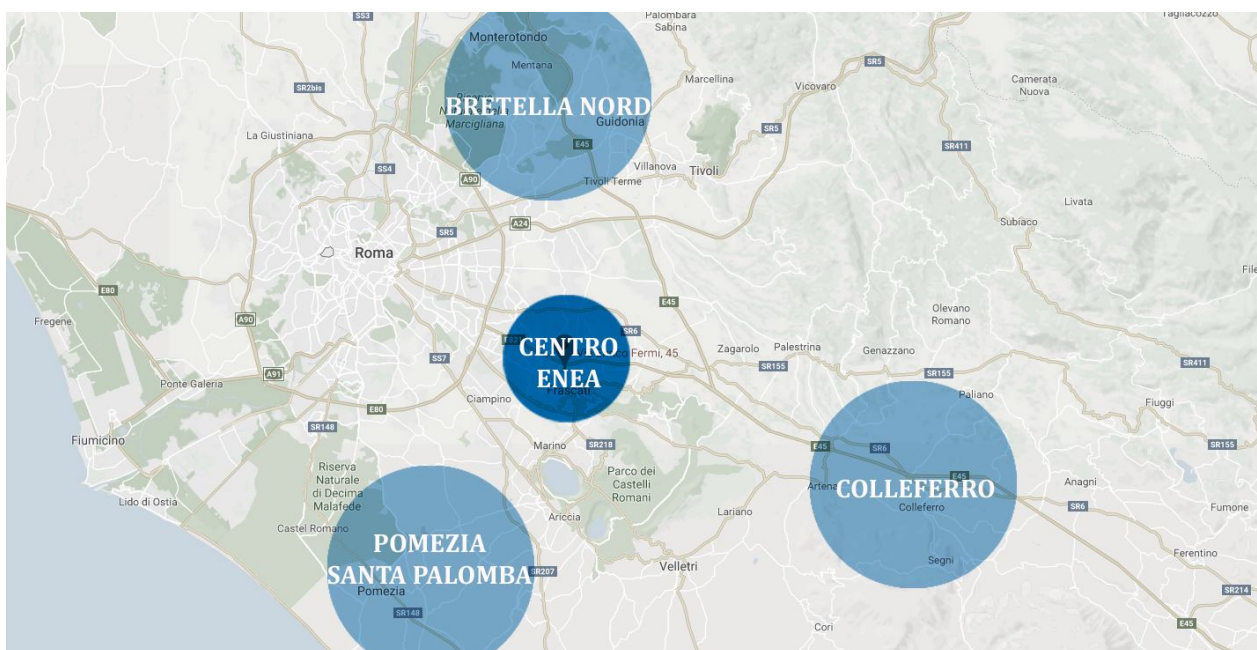 SS3
Monterotondo
Palombara
Sabina
Tagliacozzo
Mentana
SR5
SR2bis
Marcellina
Vicovaro
Camerata
Nuova
BRETELLA NORD
Riserva
Marcigliana
Guidonia
La Giustiniana
SR5
E45
SR411
SS4
Villanova
Tivoli
A90
Tivoli Terme
Livata
A24
Subiaco
SR5
Roma
E80
E45
Fregene
A90
SR6
Olevano
Romano
CENTRO
Fermi, 45
Zagarolo
Palestrina
Genazzano
SS7
SR155
SR411
ENEA
A91
SR155
Ponte Galeria
Frascati
Paliano
Ciampino
Fiuggi
E80
SR148
Fiumicino
Marino
SR218
E45
SR6
SR155
Riserva
Naturale
di Decima
Malafede
Parco dei
Castelli
Romani
E45
Anagni
Artena
COLLEFERRO
Lido di Ostia
Colleferro
SR6
Fumone
Ariccia
Lariano
Castel Romano
POMEZIA
Ferentino
Segni
Velletri
SANTA PALOMBA
SR207
Pomezia
SR214
SR148
Cori
E45